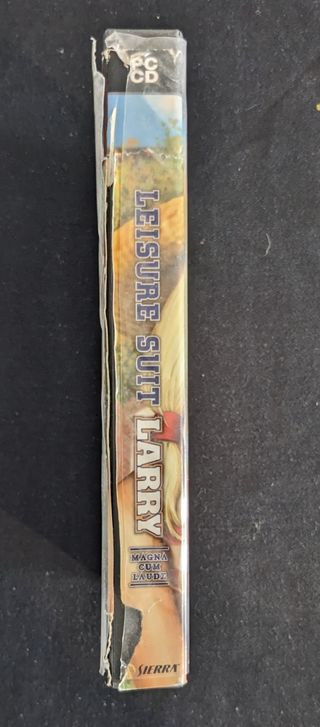 PC
CD
LEISURE SUIT LARRY
MAGNA
CUM
LAUDE
SIERRA